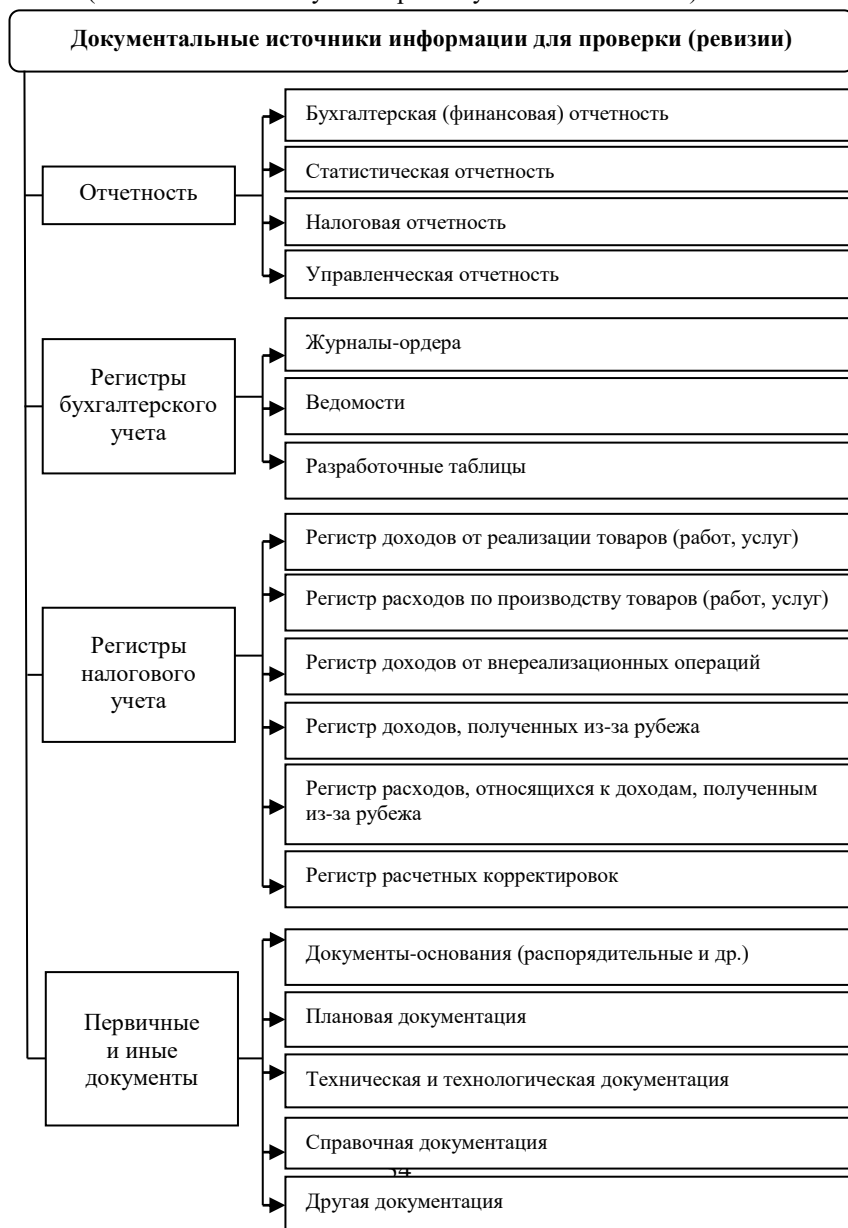 Документальные источники информации для проверки (ревизии)
Отчетность
Бухгалтерская (финансовая) отчетность
Статистическая отчетность
Налоговая отчетность
Управленческая отчетность
Регистры
бухгалтерского
учета
Журналы-ордера
Ведомости
Разработочные таблицы
Регистры
налогового
учета
Регистр доходов от реализации товаров (работ, услуг)
Регистр расходов по производству товаров (работ, услуг)
Регистр доходов от внереализационных операций
Регистр доходов, полученных из-за рубежа
Регистр расходов, относящихся к доходам, полученным
из-за рубежа
Регистр расчетных корректировок
Первичные
и иные
документы
Документы-основания (распорядительные и др.)
Плановая документация
Техническая и технологическая документация
Справочная документация
Другая документация